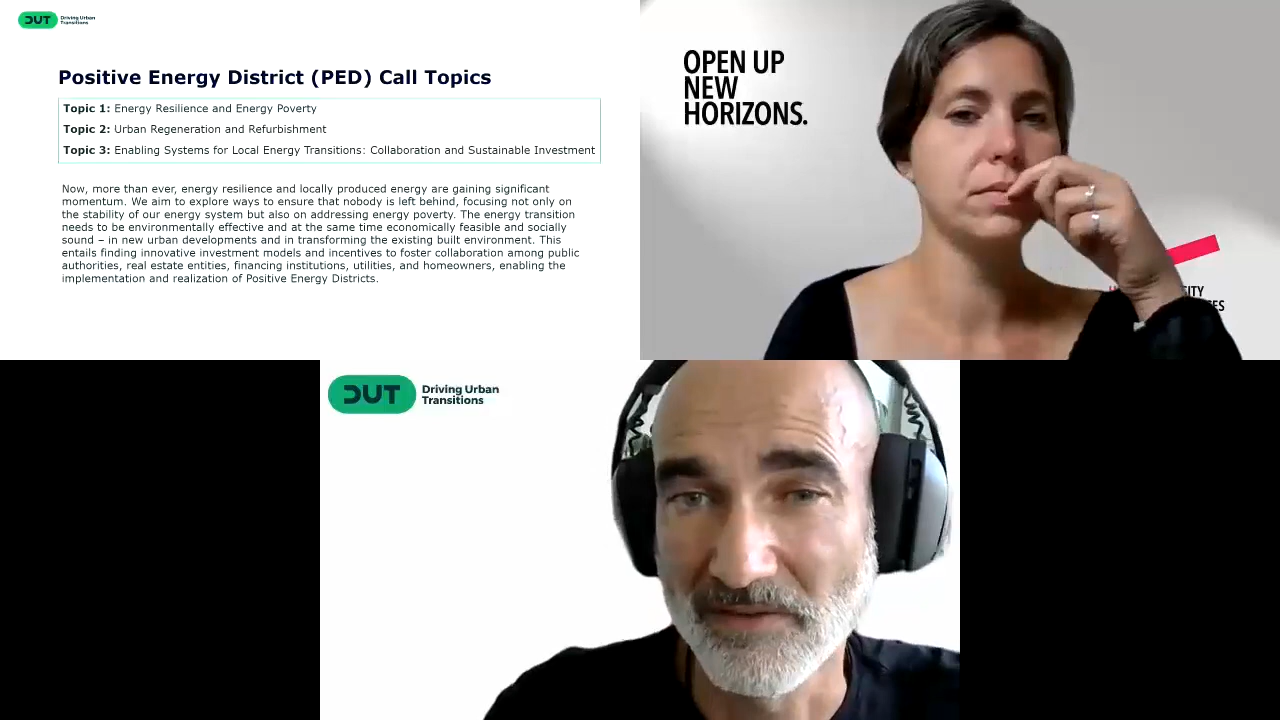 DUT Driving Urban
Transitions
Positive Energy District (PED) Call Topics
Topic 1: Energy Resilience and Energy Poverty
Topic 2: Urban Regeneration and Refurbishment
Topic 3: Enabling Systems for Local Energy Transitions: Collaboration and Sustainable Investment
Now, more than ever, energy resilience and locally produced energy are gaining significant
momentum. We aim to explore ways to ensure that nobody is left behind, focusing not only on
the stability of our energy system but also on addressing energy poverty. The energy transition
needs to be environmentally effective and at the same time economically feasible and socially
sound – in new urban developments and in transforming the existing built environment. This
entails finding innovative investment models and incentives to foster collaboration among public
authorities, real estate entities, financing institutions, utilities, and homeowners, enabling the
implementation and realization of Positive Energy Districts.
OPEN UP
NEW
HORIZONS.
DUT Driving Urban
Transitions